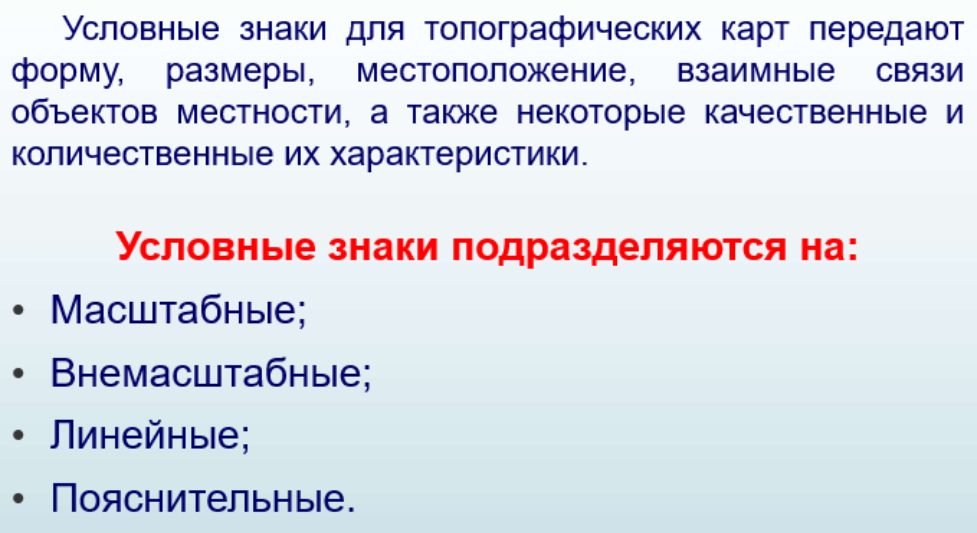 Условные знаки для топографических карт передают
форму, размеры, местоположение, взаимные связи
объектов местности, а также некоторые качественные и
количественные их характеристики.
Условные знаки подразделяются на:
• Масштабные;
• Внемасштабные;
• Линейные;
• Пояснительные.